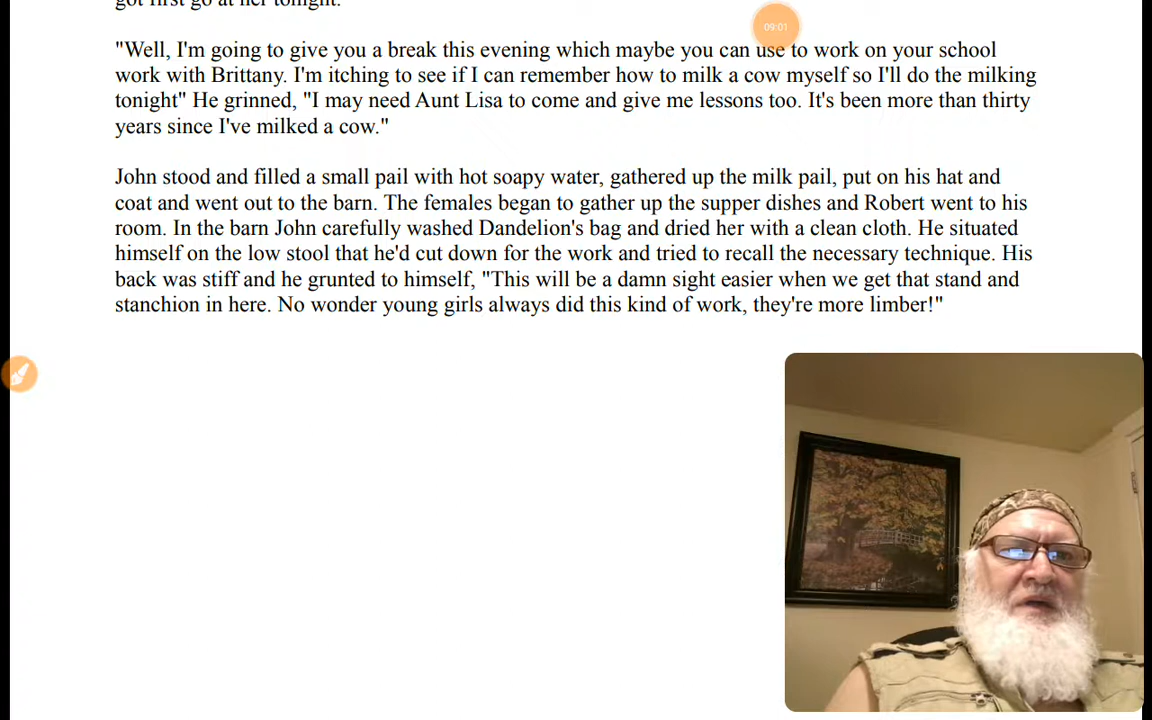 got first go at her tonight.
09:01
"Well, I'm going to give you a break this evening which maybe you can use to work on your school
work with Brittany. I'm itching to see if I can remember how to milk a cow myself so I'll do the milking
tonight" He grinned, "I may need Aunt Lisa to come and give me lessons too. It's been more than thirty
years since I've milked a cow."
John stood and filled a small pail with hot soapy water, gathered up the milk pail, put on his hat and
coat and went out to the barn. The females began to gather up the supper dishes and Robert went to his
room. In the barn John carefully washed Dandelion's bag and dried her with a clean cloth. He situated
himself on the low stool that he'd cut down for the work and tried to recall the necessary technique. His
back was stiff and he grunted to himself, "This will be a damn sight easier when we get that stand and
stanchion in here. No wonder young girls always did this kind of work, they're more limber!"